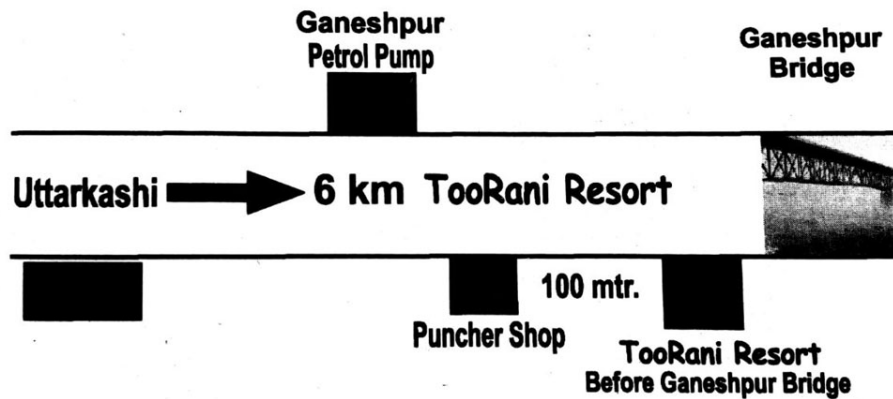 Ganeshpur
Petrol Pump
Ganeshpur
Bridge
Uttarkashi 6 km TooRani Resort
100 mtr.
Puncher Shop
TooRani Resort
Before Ganeshpur Bridge